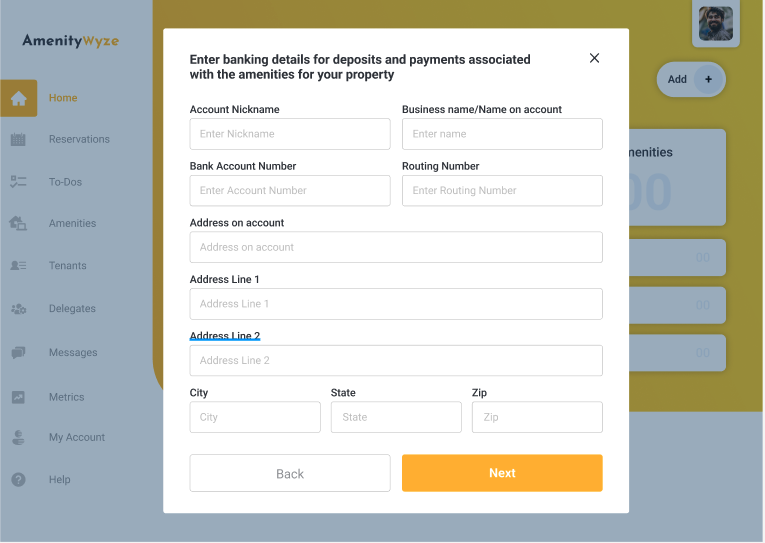 AmenityWyze
Home
Reservations
To-Dos
Amenities
Tenants
Delegates
Messages
Metrics
My Account
Help
Add +
menities
00
00
00
00
Enter banking details for deposits and payments associated
with the amenities for your property
Account Nickname
Business name/Name on account
Enter Nickname
Enter name
Bank Account Number
Routing Number
Enter Account Number
Enter Routing Number
Address on account
Address on account
Address Line 1
Address Line 1
Address Line 2
Address Line 2
City
State
Zip
City
State
Zip
Back
Next